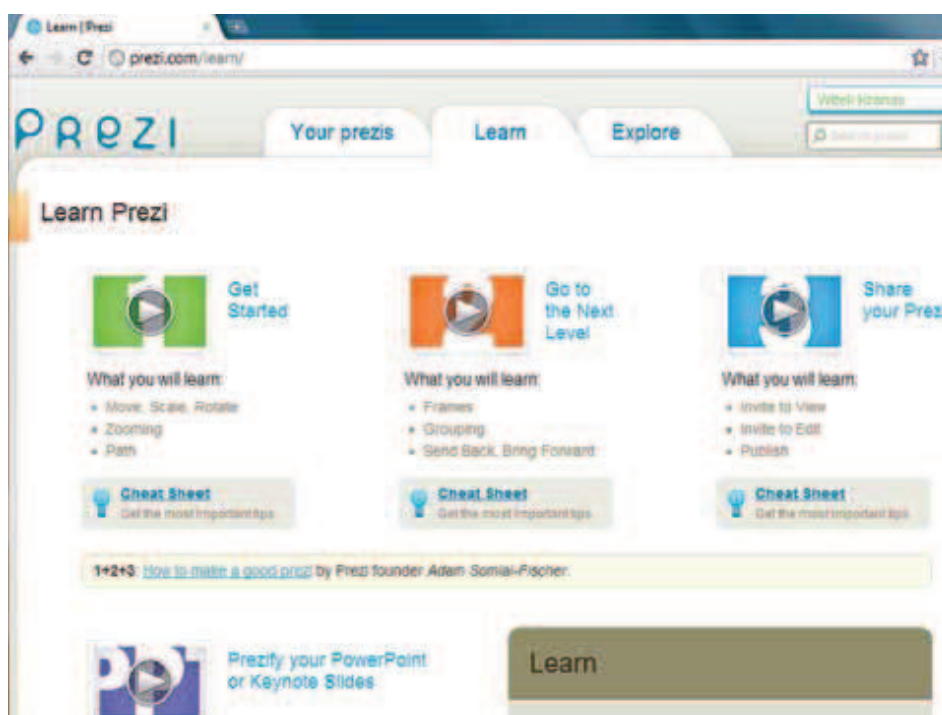 Learn | Prezi
prezi.com/learn/
PREZI
Your prezis
Learn
Explore
Learn Prezi
Get
Started
What you will learn:
Move, Scale, Rotate
Zooming
Path
Cheat Sheet
Get the most important tips
Go to
the Next
Level
What you will learn:
Frames
Grouping
Send Back, Bring Forward
Cheat Sheet
Get the most important tips
Share
your Prez
What you will learn:
Invite to View
Invite to Edit
Publish
Cheat Sheet
Get the most important tips
1+2+3: How to make a good prezi by Prezi founder Adam Somlai-Fischer.
Prezify your PowerPoint
or Keynote Slides
Learn